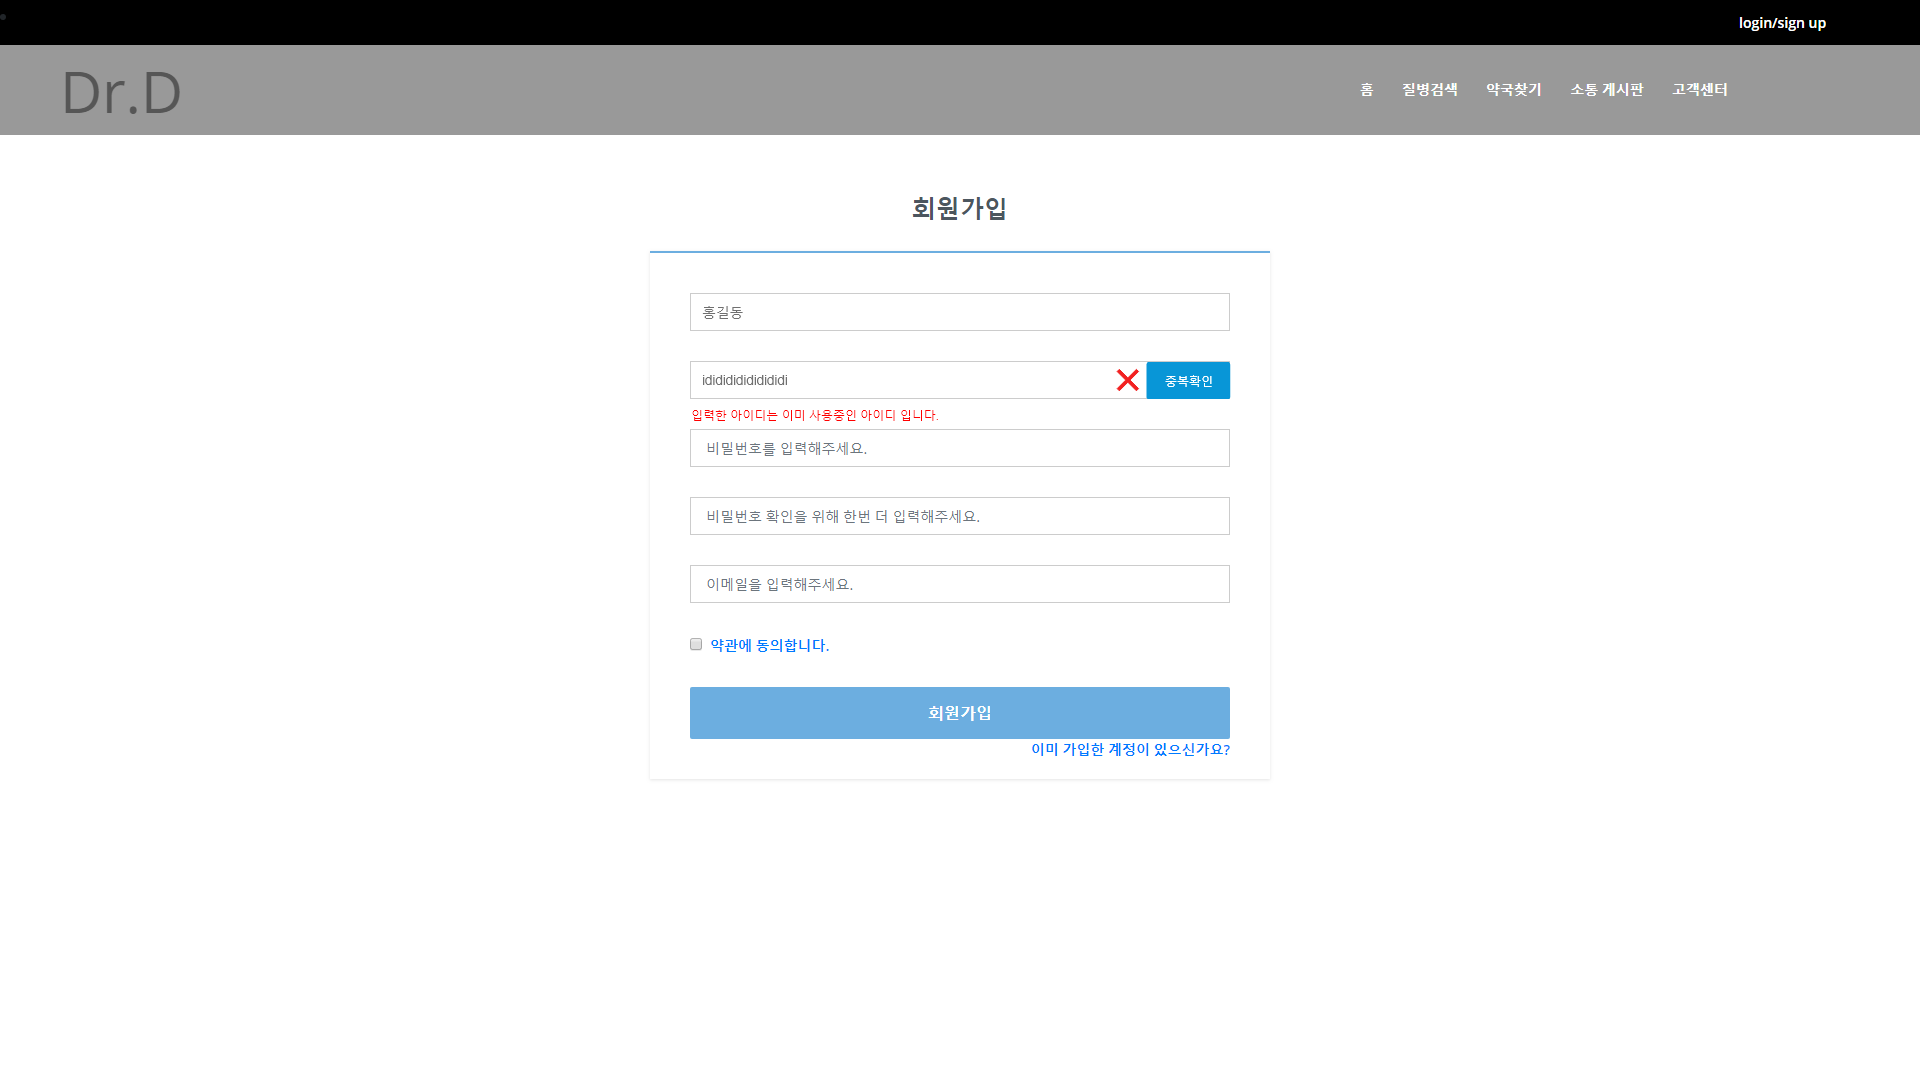 login/sign up
Dr.D
홈 질병검색 약국찾기 소통 게시판 고객센터
회원가입
홍길동
idididididididi
중복확인
입력한 아이디는 이미 사용중인 아이디 입니다.
비밀번호를 입력해주세요.
비밀번호 확인을 위해 한번 더 입력해주세요.
이메일을 입력해주세요.
약관에 동의합니다.
회원가입
이미 가입한 계정이 있으신가요?